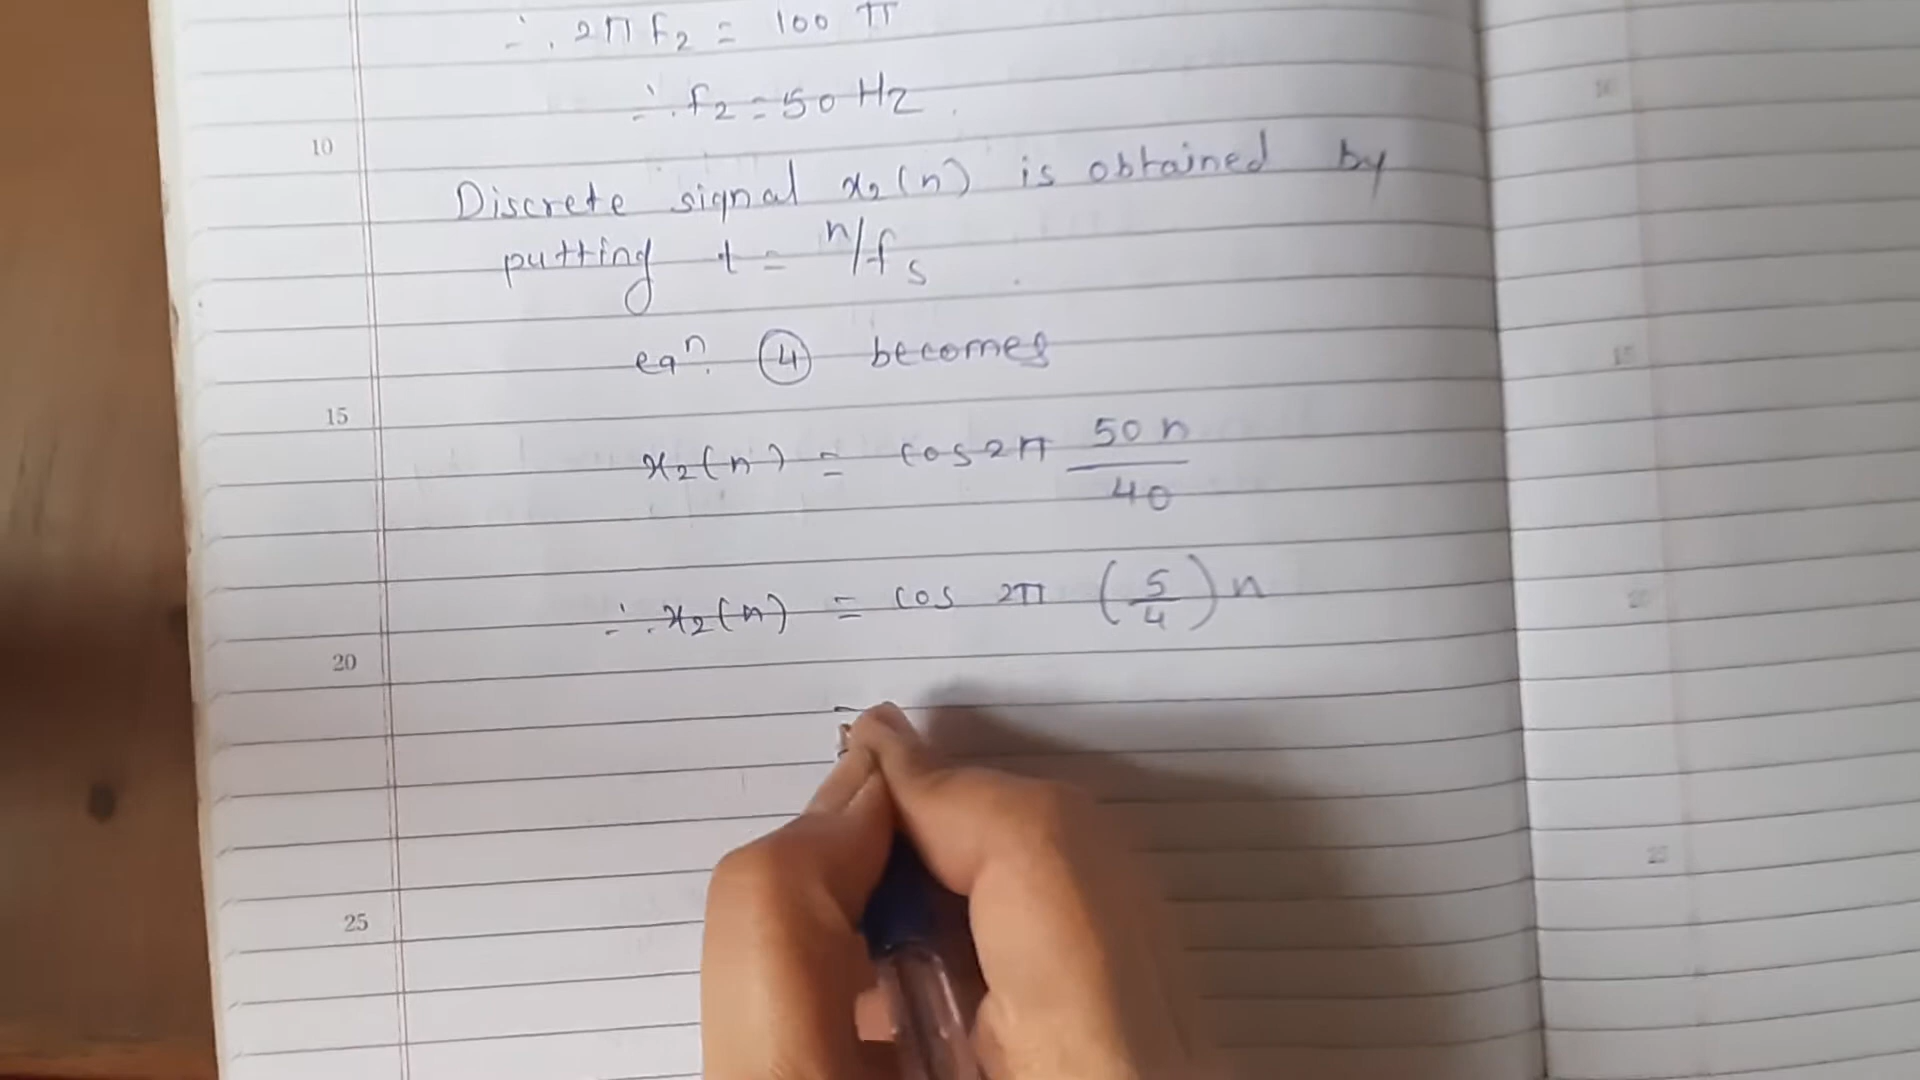 ∴ 2π f₂ = 100 π
∴ f₂ = 50 Hz
10
Discrete signal x₂(n) is obtained by
putting t = n/fs
eqⁿ. ④ becomes
15
x₂(n) = cos 2π 50 n / 40
∴ x₂(n) = cos 2π (5/4) n
20
25